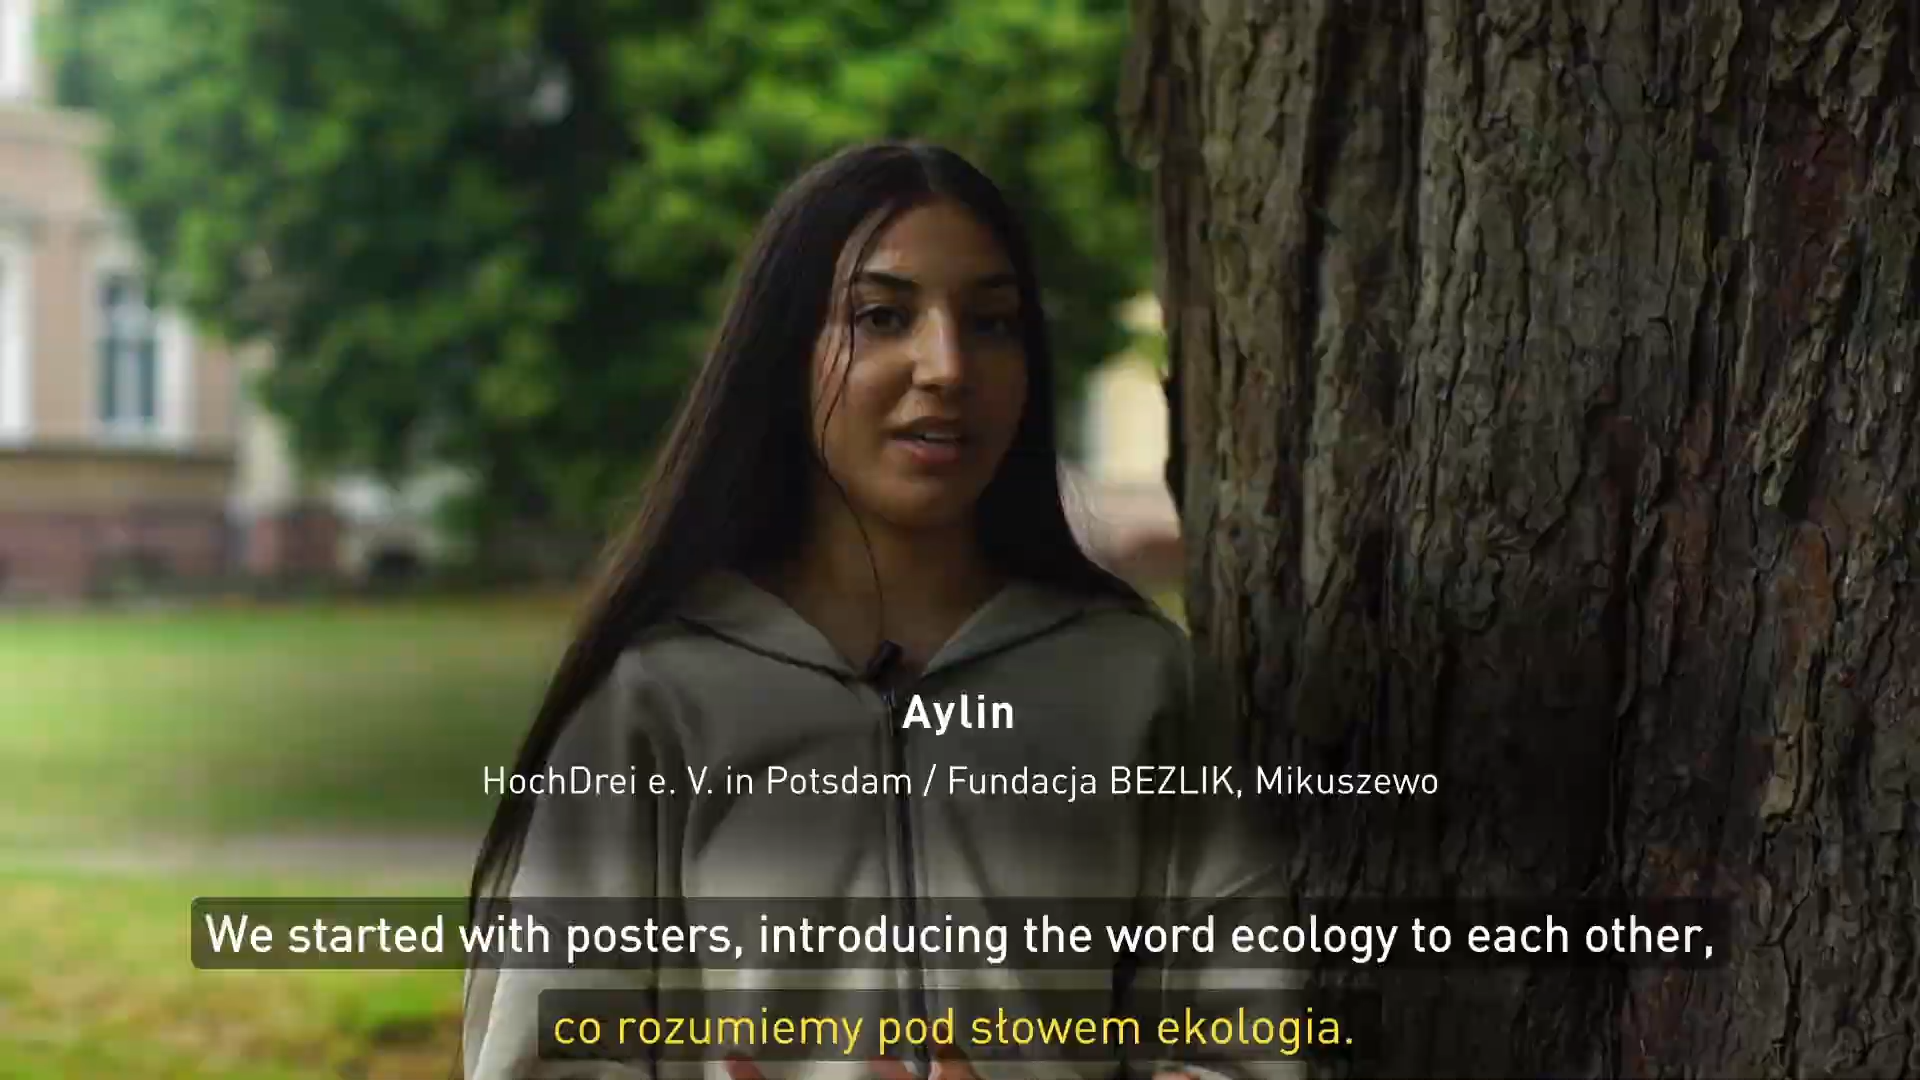 Aylin
HochDrei e. V. in Potsdam / Fundacja BEZLIK, Mikuszewo
We started with posters, introducing the word ecology to each other,
co rozumiemy pod słowem ekologia.